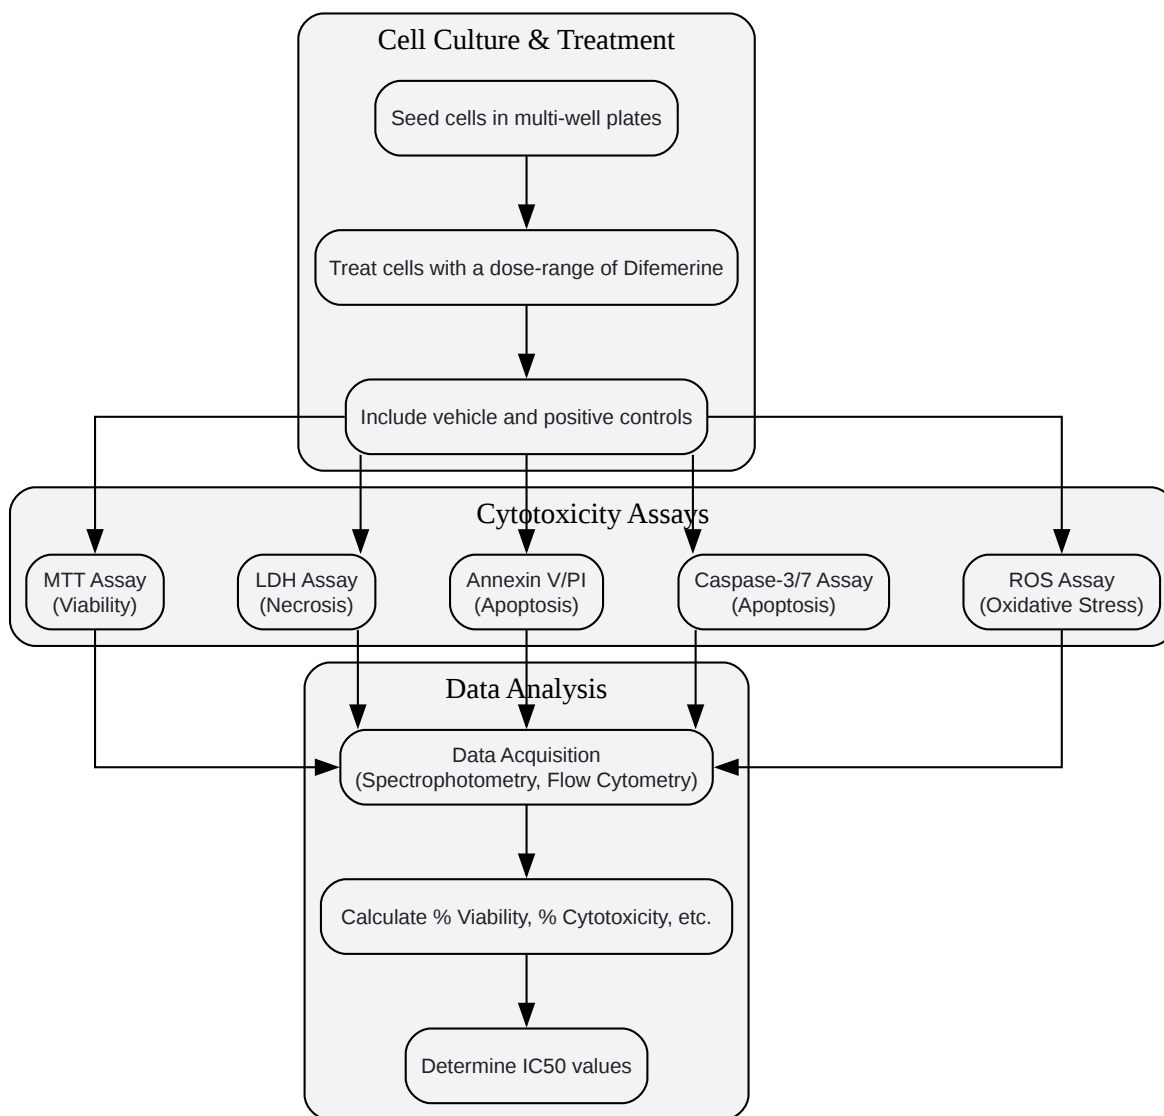 Cell Culture & Treatment
Seed cells in multi-well plates
Treat cells with a dose-range of Difemerine
Include vehicle and positive controls
Cytotoxicity Assays
MTT Assay
(Viability)
LDH Assay
(Necrosis)
Annexin V/PI
(Apoptosis)
Caspase-3/7 Assay
(Apoptosis)
ROS Assay
(Oxidative Stress)
Data Analysis
Data Acquisition
(Spectrophotometry, Flow Cytometry)
Calculate % Viability, % Cytotoxicity, etc.
Determine IC50 values